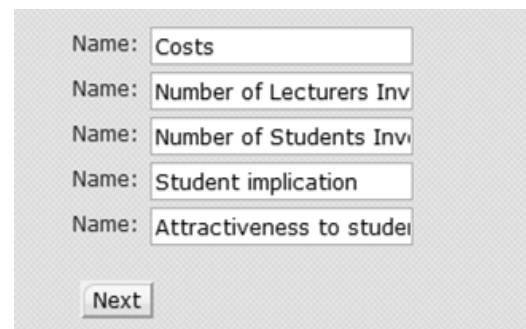 Name: Costs
Name: Number of Lecturers Inv
Name: Number of Students Inv
Name: Student implication
Name: Attractiveness to studen
Next